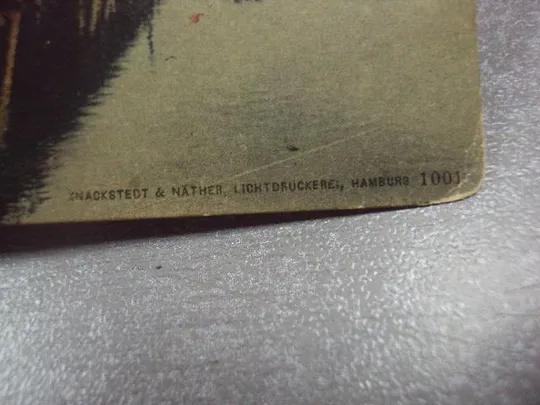 KNACKSTEDT & NÄTHER, LICHTDRUCKEREI, HAMBURG 1001